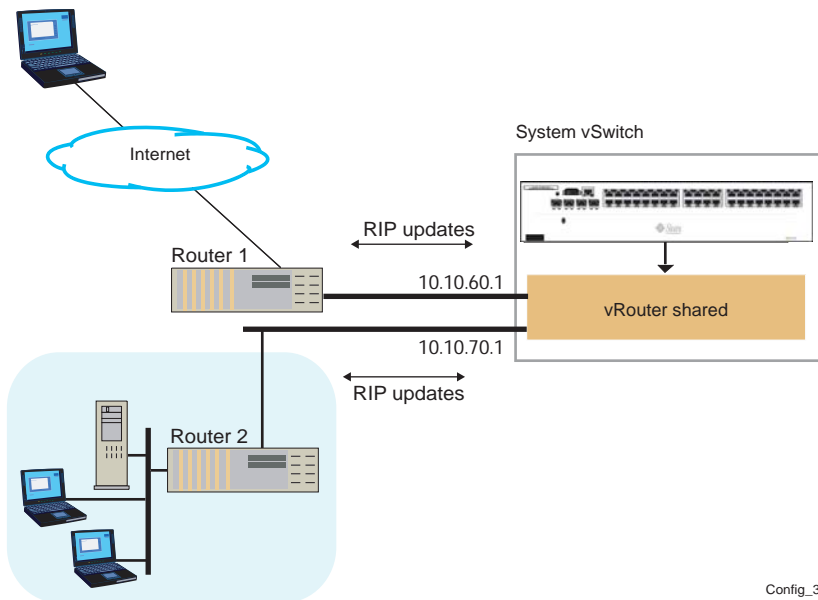 Internet
System vSwitch
Sun
RIP updates
Router 1
10.10.60.1
vRouter shared
10.10.70.1
RIP updates
Router 2
Config_3